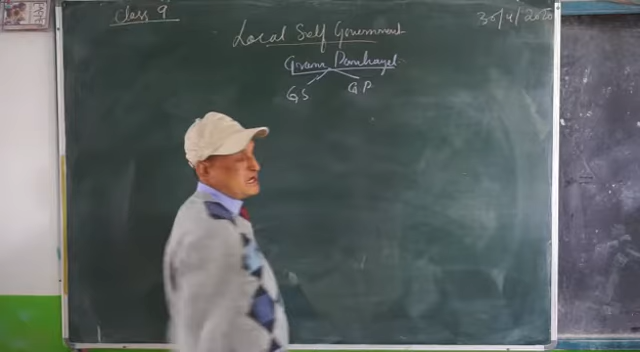 Class 9
30/4/2020
Local Self Government
Gram Panchayat
GS GP